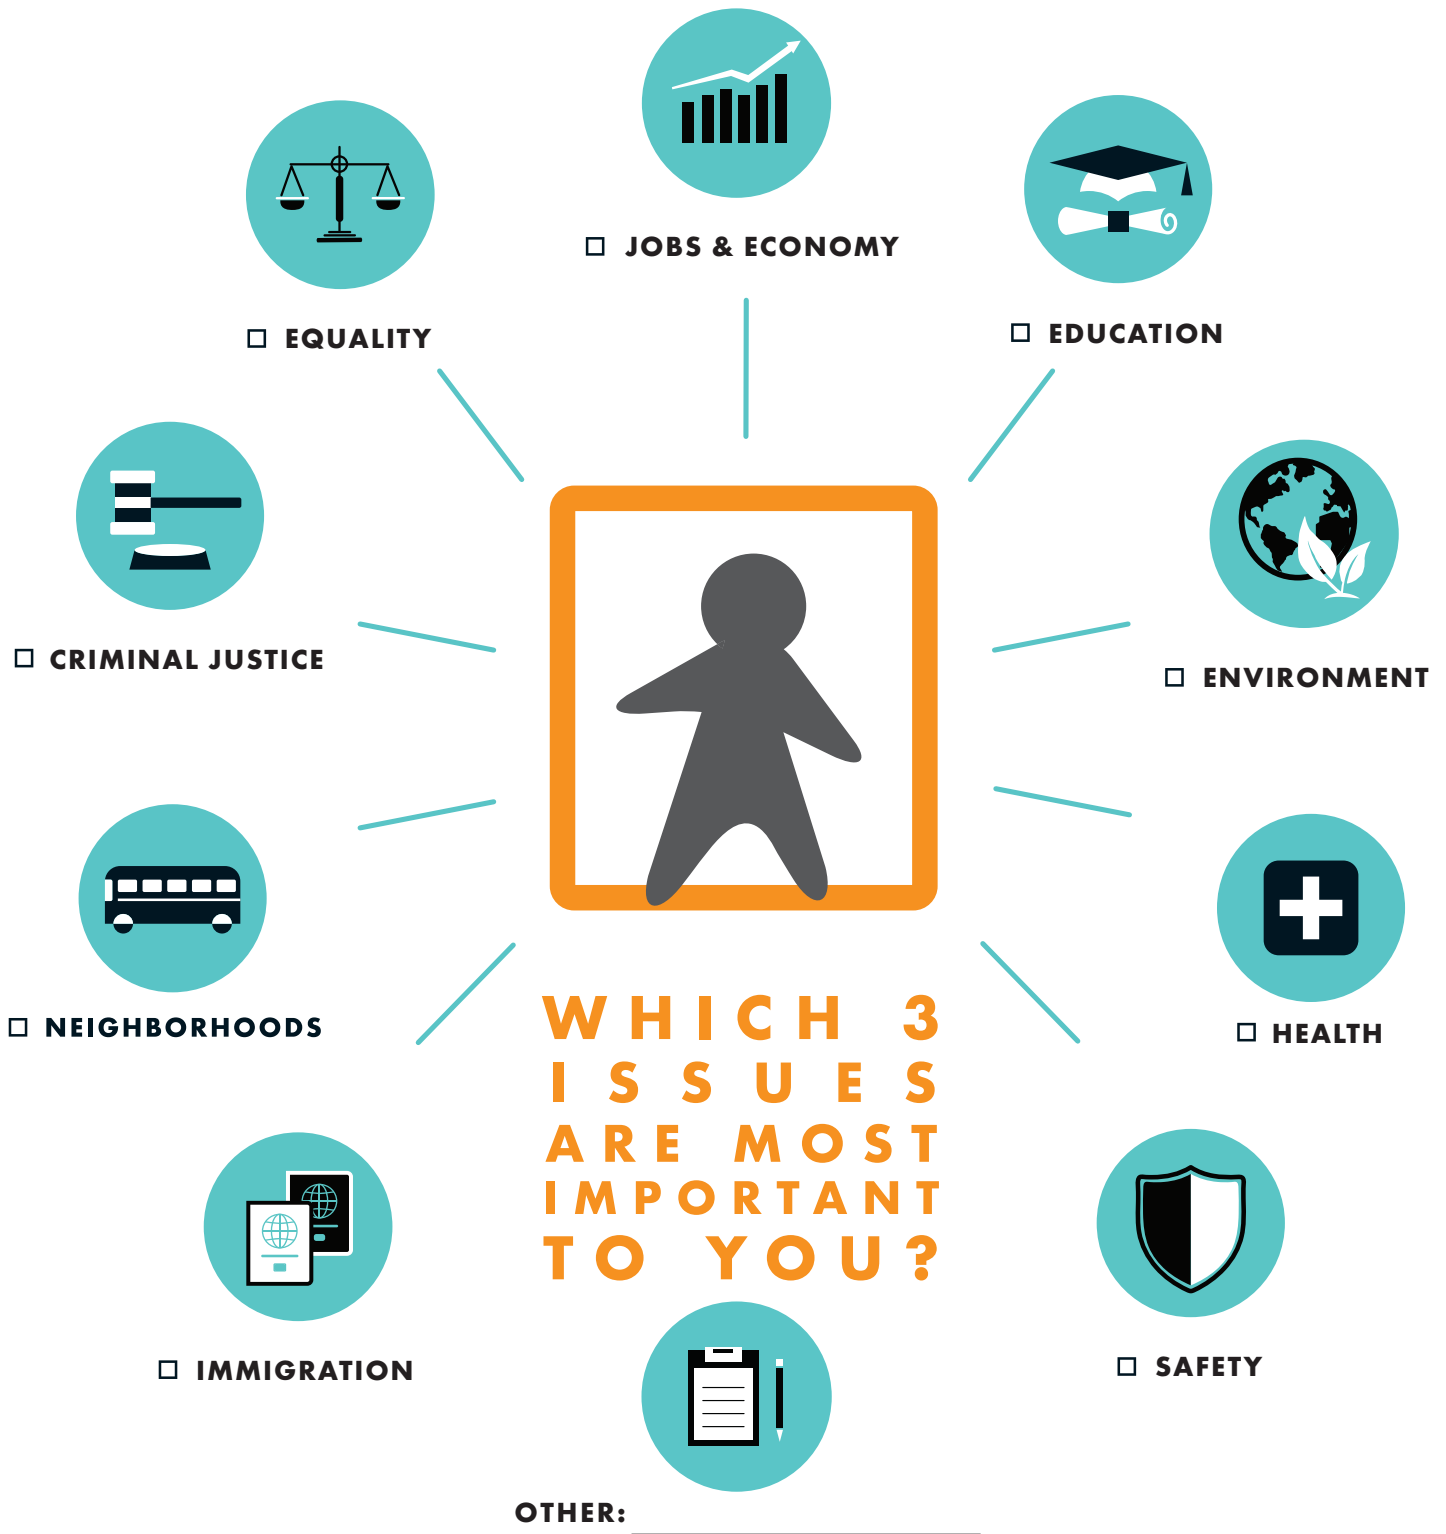 JOBS & ECONOMY
EQUALITY
EDUCATION
CRIMINAL JUSTICE
ENVIRONMENT
NEIGHBORHOODS
HEALTH
WHICH 3
ISSUES
ARE MOST
IMPORTANT
TO YOU?
IMMIGRATION
SAFETY
OTHER: